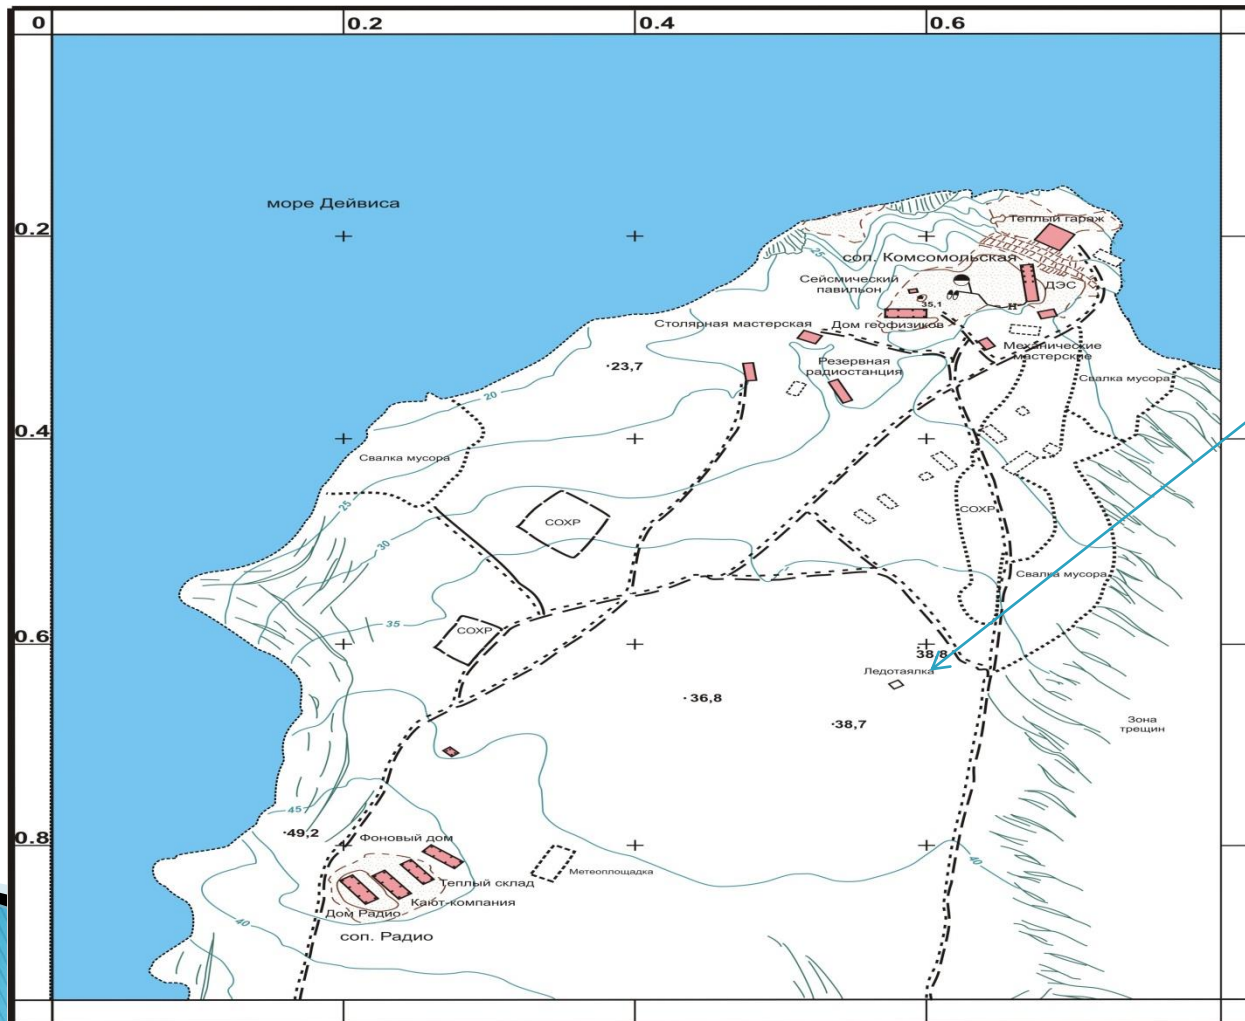 0
0.2
0.4
0.6
море Дейвиса
0.2
Теплый гараж
25
соп. Комсомольская
Сейсмический
павильон
ДЭС
35,1
Н
Столярная мастерская
Дом геофизиков
Механические
мастерские
Резервная
радиостанция
23,7
Свалка мусора
20
0.4
Свалка мусора
25
СОХР
СОХР
30
Свалка мусора
35
СОХР
0.6
38,8
Ледотаялка
36,8
38,7
Зона
трещин
45
49,2
0.8
Фоновый дом
40
Метеоплощадка
Теплый склад
Кают-компания
Дом Радио
40
соп. Радио